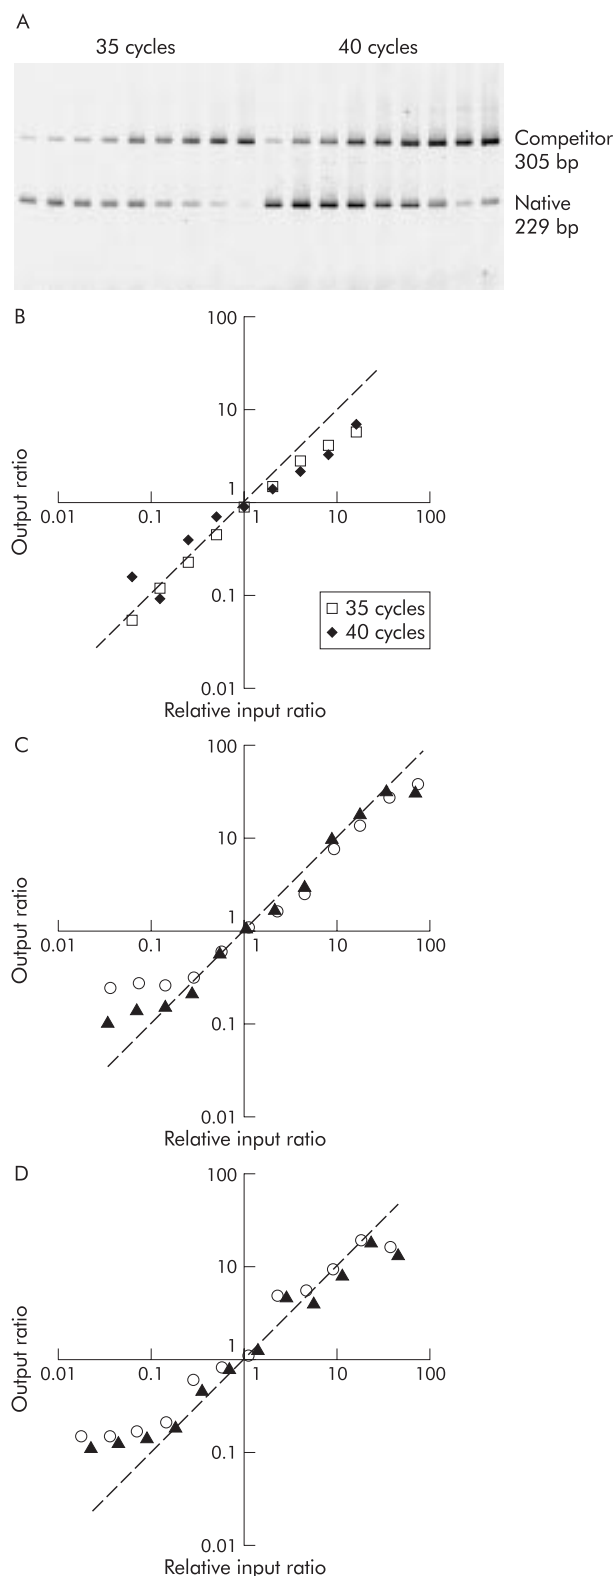 A
35 cycles 40 cycles
Competitor
305 bp
Native
229 bp
B
100
10
1
0.01 0.1 1 10 100
0.1
0.01
Output ratio
Relative input ratio
35 cycles
40 cycles
C
100
10
1
0.01 0.1 1 10 100
0.1
0.01
Output ratio
Relative input ratio
D
100
10
1
0.01 0.1 1 10 100
0.1
0.01
Output ratio
Relative input ratio